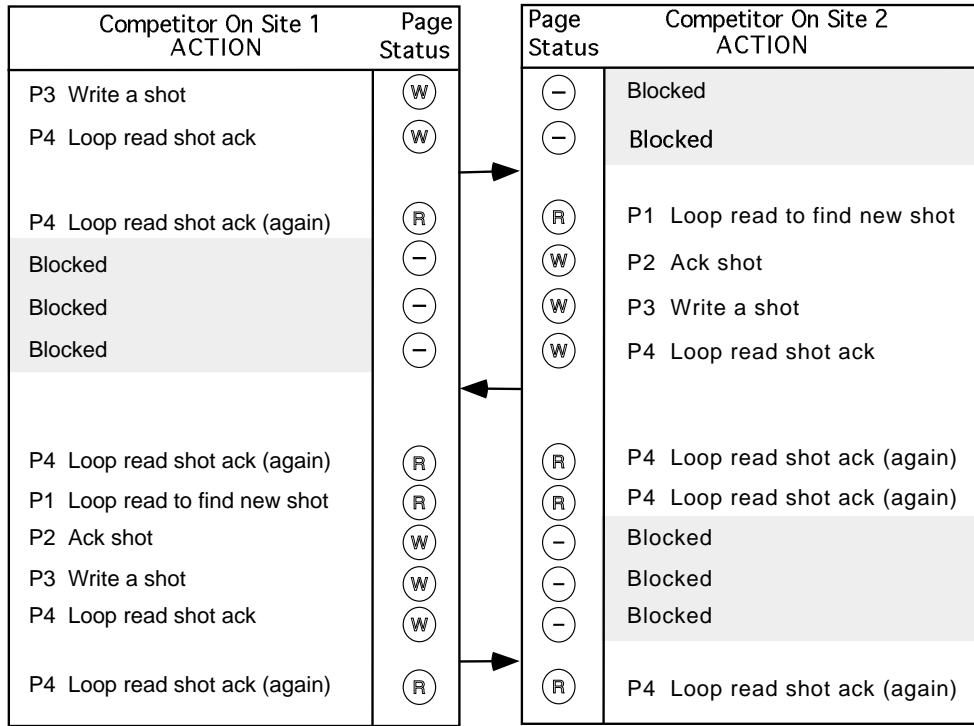 Competitor On Site 1
ACTION
Page
Status
P3 Write a shot
W
P4 Loop read shot ack
W
P4 Loop read shot ack (again)
R
Blocked
–
Blocked
–
Blocked
–
P4 Loop read shot ack (again)
R
P1 Loop read to find new shot
R
P2 Ack shot
W
P3 Write a shot
W
P4 Loop read shot ack
W
P4 Loop read shot ack (again)
R
Page
Status
Competitor On Site 2
ACTION
–
Blocked
–
Blocked
R
P1 Loop read to find new shot
W
P2 Ack shot
W
P3 Write a shot
W
P4 Loop read shot ack
R
P4 Loop read shot ack (again)
R
P4 Loop read shot ack (again)
–
Blocked
–
Blocked
–
Blocked
R
P4 Loop read shot ack (again)